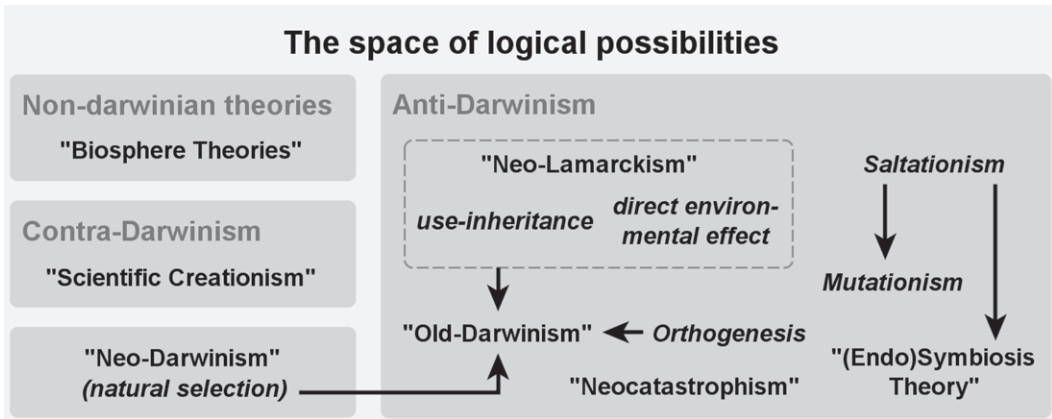 The space of logical possibilities
Non-darwinian theories
"Biosphere Theories"
Contra-Darwinism
"Scientific Creationism"
"Neo-Darwinism"
(natural selection)
Anti-Darwinism
"Neo-Lamarckism"
use-inheritance
direct environ-
mental effect
"Old-Darwinism"
Orthogenesis
"Neocatastrophism"
Saltationism
Mutationism
"(Endo)Symbiosis
Theory"